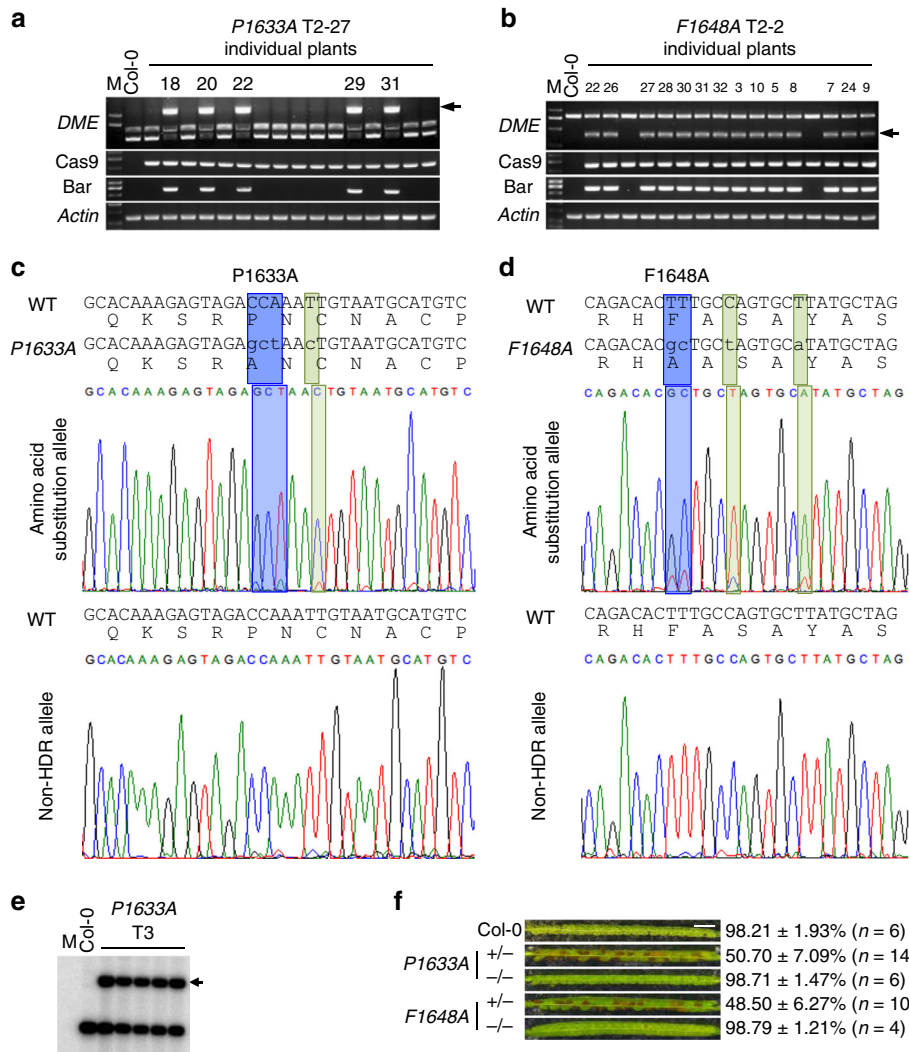 a
P1633A T2-27
individual plants
M Col-0 18 20 22 29 31
DME
Cas9
Bar
Actin
b
F1648A T2-2
individual plants
M Col-0 22 26 27 28 30 31 32 3 10 5 8 7 24 9
DME
Cas9
Bar
Actin
c
P1633A
WT GCACAAAGAGTAGACCAAATTGTAATGCATGTC
Q K S R P N C N A C P
P1633A GCACAAAGAGTAGAgctAAcTGTAATGCATGTC
Q K S R A N C N A C P
GCACAAAGAGTAGAGCTAACTGTAATGCATGTC
Amino acid
substitution allele
WT GCACAAAGAGTAGACCAAATTGTAATGCATGTC
Q K S R P N C N A C P
GCACAAAGAGTAGACCAAATTGTAATGCATGTC
Non-HDR allele
d
F1648A
WT CAGACACTTTGCCAGTGCTTATGCTAG
R H F A S A Y A S
F1648A CAGACACgcTGCtAGTGCaTATGCTAG
R H A A S A Y A S
CAGACACGCTGCTAGTGCATATGCTAG
Amino acid
substitution allele
WT CAGACACTTTGCCAGTGCTTATGCTAG
R H F A S A Y A S
CAGACACTTTGCCAGTGCTTATGCTAG
Non-HDR allele
e
P1633A
T3
M Col-0
f
Col-0 98.21 ± 1.93% (n = 6)
P1633A +/− 50.70 ± 7.09% (n = 14)
−/− 98.71 ± 1.47% (n = 6)
F1648A +/− 48.50 ± 6.27% (n = 10)
−/− 98.79 ± 1.21% (n = 4)